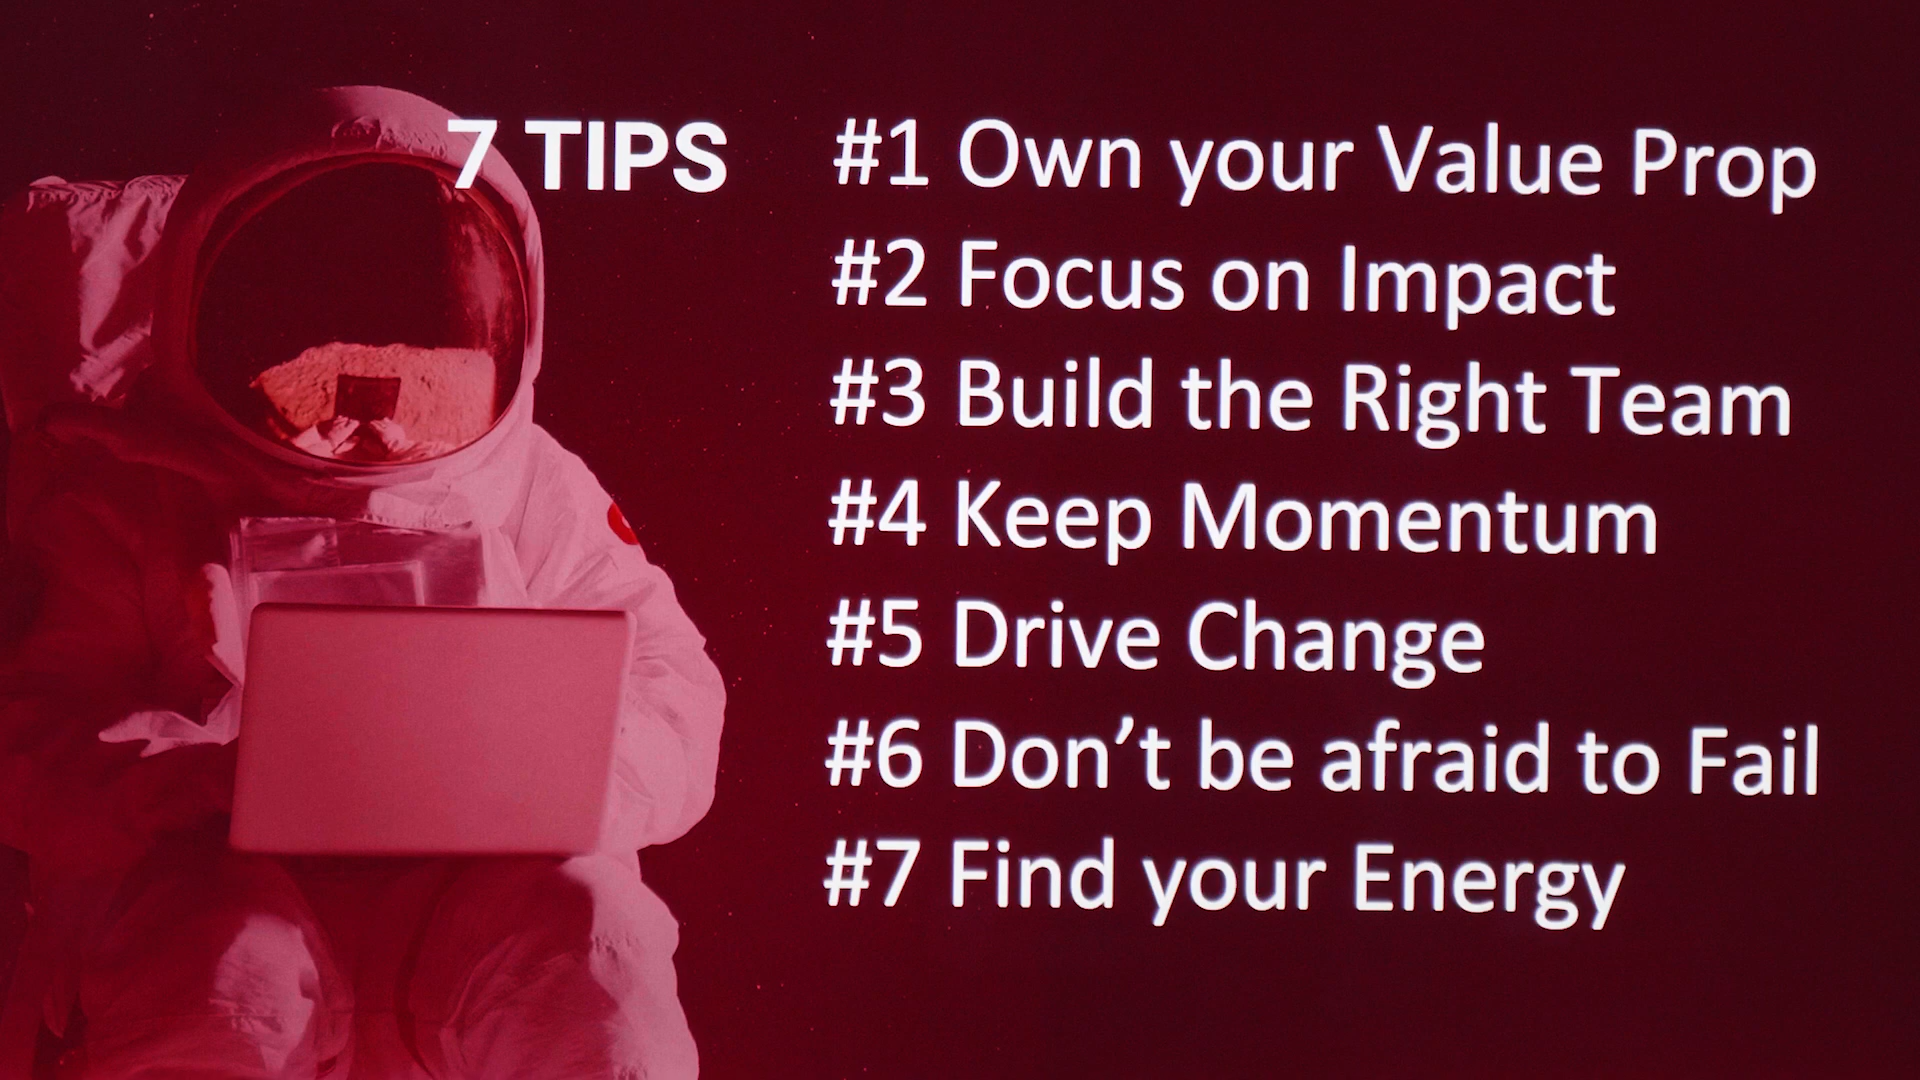 7 TIPS
#1 Own your Value Prop
#2 Focus on Impact
#3 Build the Right Team
#4 Keep Momentum
#5 Drive Change
#6 Don’t be afraid to Fail
#7 Find your Energy